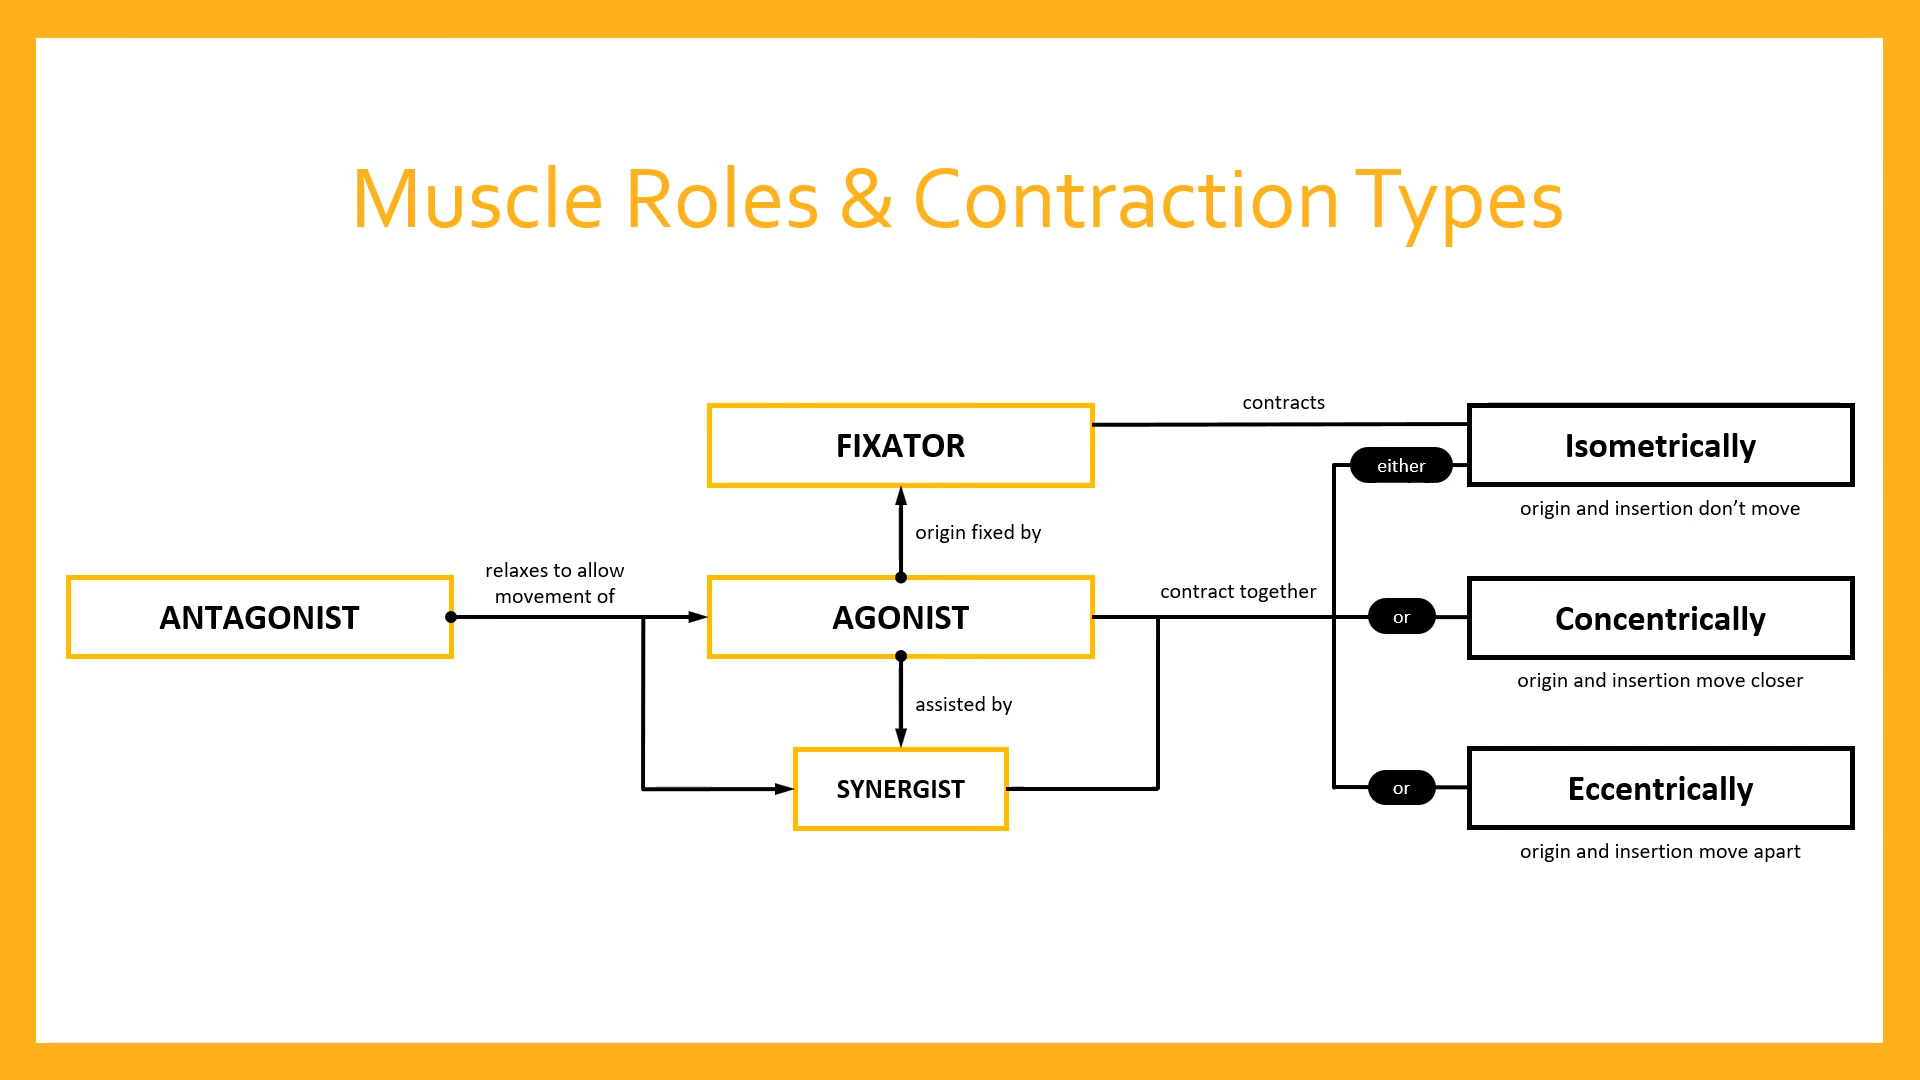 Muscle Roles & Contraction Types
contracts
FIXATOR
Isometrically
either
origin and insertion don’t move
origin fixed by
relaxes to allow
movement of
ANTAGONIST
AGONIST
contract together
or
Concentrically
origin and insertion move closer
assisted by
SYNERGIST
or
Eccentrically
origin and insertion move apart